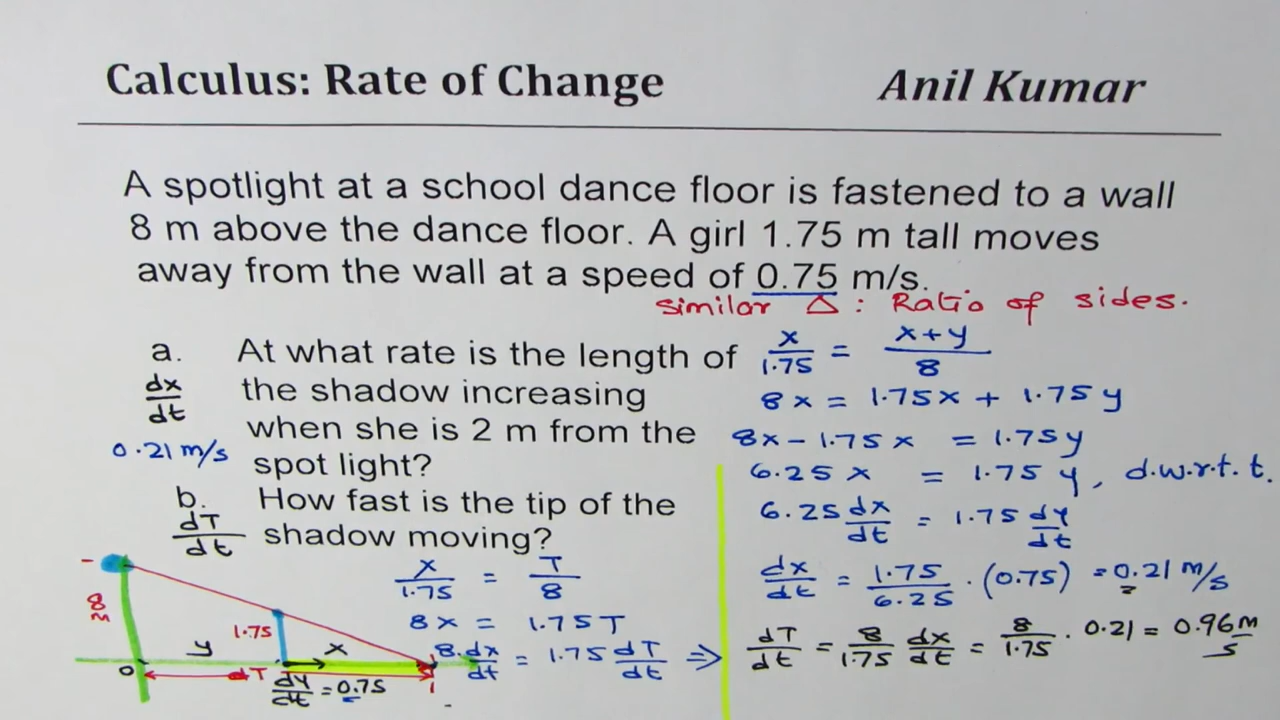 Calculus: Rate of Change Anil Kumar
A spotlight at a school dance floor is fastened to a wall
8 m above the dance floor. A girl 1.75 m tall moves
away from the wall at a speed of 0.75 m/s.
Similar Δ : Ratio of sides.
a. At what rate is the length of
the shadow increasing
when she is 2 m from the
spot light?
dx/dt
0.21 m/s
b. How fast is the tip of the
shadow moving?
dT/dt
x/1.75 = (x+y)/8
8x = 1.75x + 1.75y
8x - 1.75x = 1.75y
6.25x = 1.75y, d.w.r.t. t.
6.25 dx/dt = 1.75 dy/dt
dx/dt = 1.75/6.25 · (0.75) = 0.21 m/s
x/1.75 = T/8
8x = 1.75T
8·dx/dt = 1.75 dT/dt ⇒ dT/dt = 8/1.75 dx/dt = 8/1.75 · 0.21 = 0.96 m/s
8m
1.75
y
x
0
dT
dy/dt = 0.75